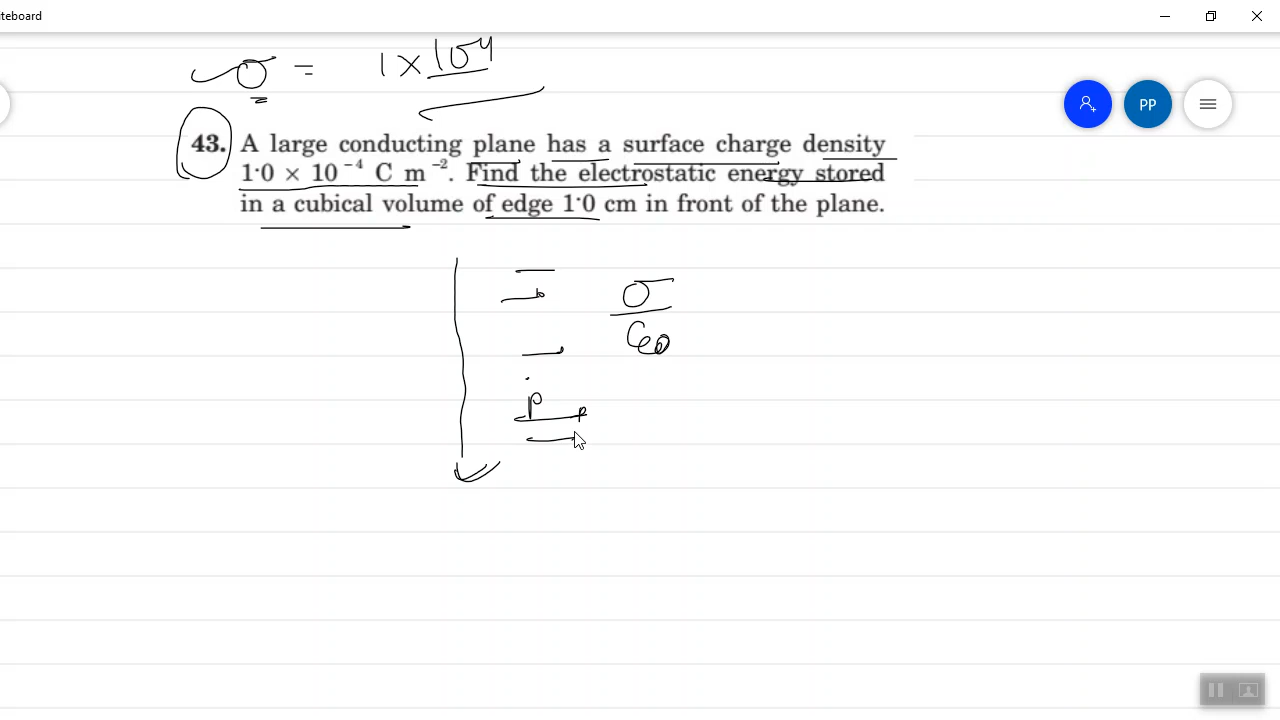 teboard
σ = 1 × 10⁻⁴
PP
43. A large conducting plane has a surface charge density
1·0 × 10⁻⁴ C m⁻². Find the electrostatic energy stored
in a cubical volume of edge 1·0 cm in front of the plane.
σ
ϵ₀
P